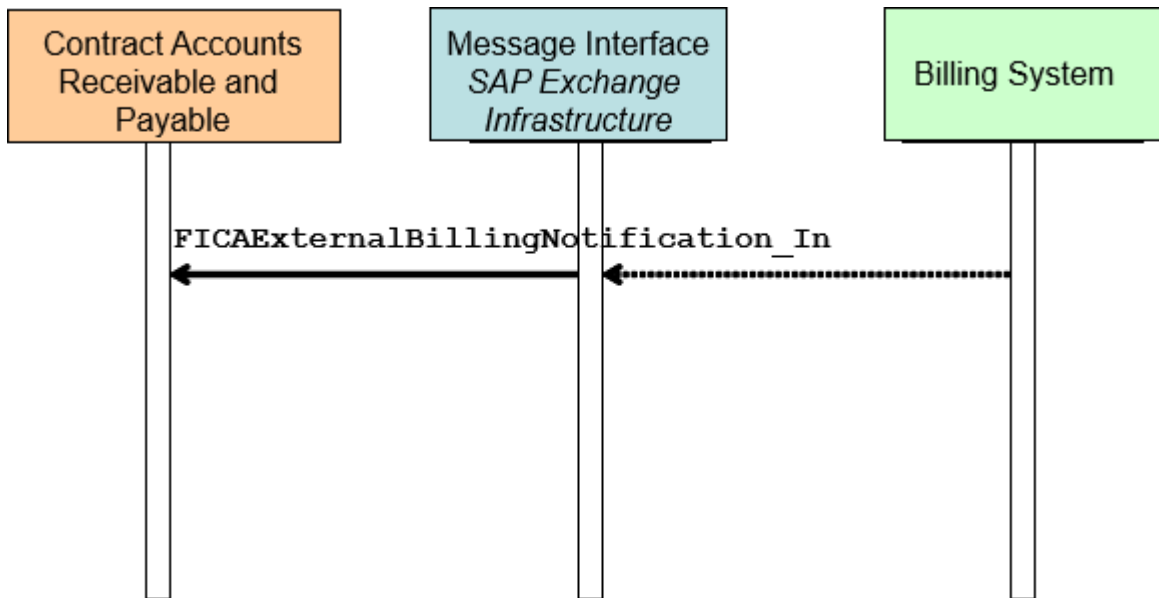 Contract Accounts
Receivable and
Payable
Message Interface
SAP Exchange
Infrastructure
Billing System
FICAExternalBillingNotification_In